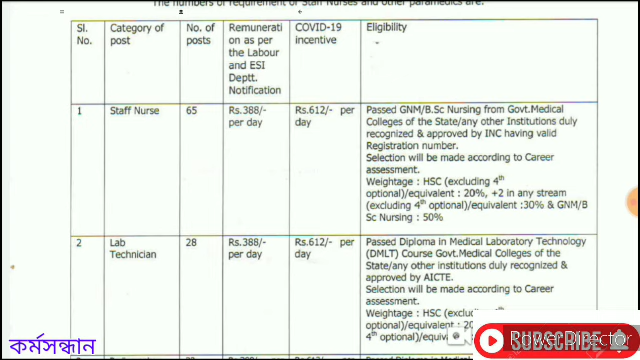 The numbers of requirement of Staff Nurses and other paramedics are:
Sl. No. Category of post No. of posts Remunerati on as per the Labour and ESI Deptt. Notification COVID-19 incentive Eligibility
1 Staff Nurse 65 Rs.388/- per day Rs.612/- per day Passed GNM/B.Sc Nursing from Govt.Medical
Colleges of the State/any other Institutions duly
recognized & approved by INC having valid
Registration number.
Selection will be made according to Career
assessment.
Weightage : HSC (excluding 4th
optional)/equivalent : 20%, +2 in any stream
(excluding 4th optional)/equivalent :30% & GNM/B
Sc Nursing : 50%
2 Lab Technician 28 Rs.388/- per day Rs.612/- per day Passed Diploma in Medical Laboratory Technology
(DMLT) Course Govt.Medical Colleges of the
State/any other institutions duly recognized &
approved by AICTE.
Selection will be made according to Career
assessment.
Weightage : HSC
4th optional)/equiva
কর্মসন্ধান
SUBSCRIBE
PowerDirector